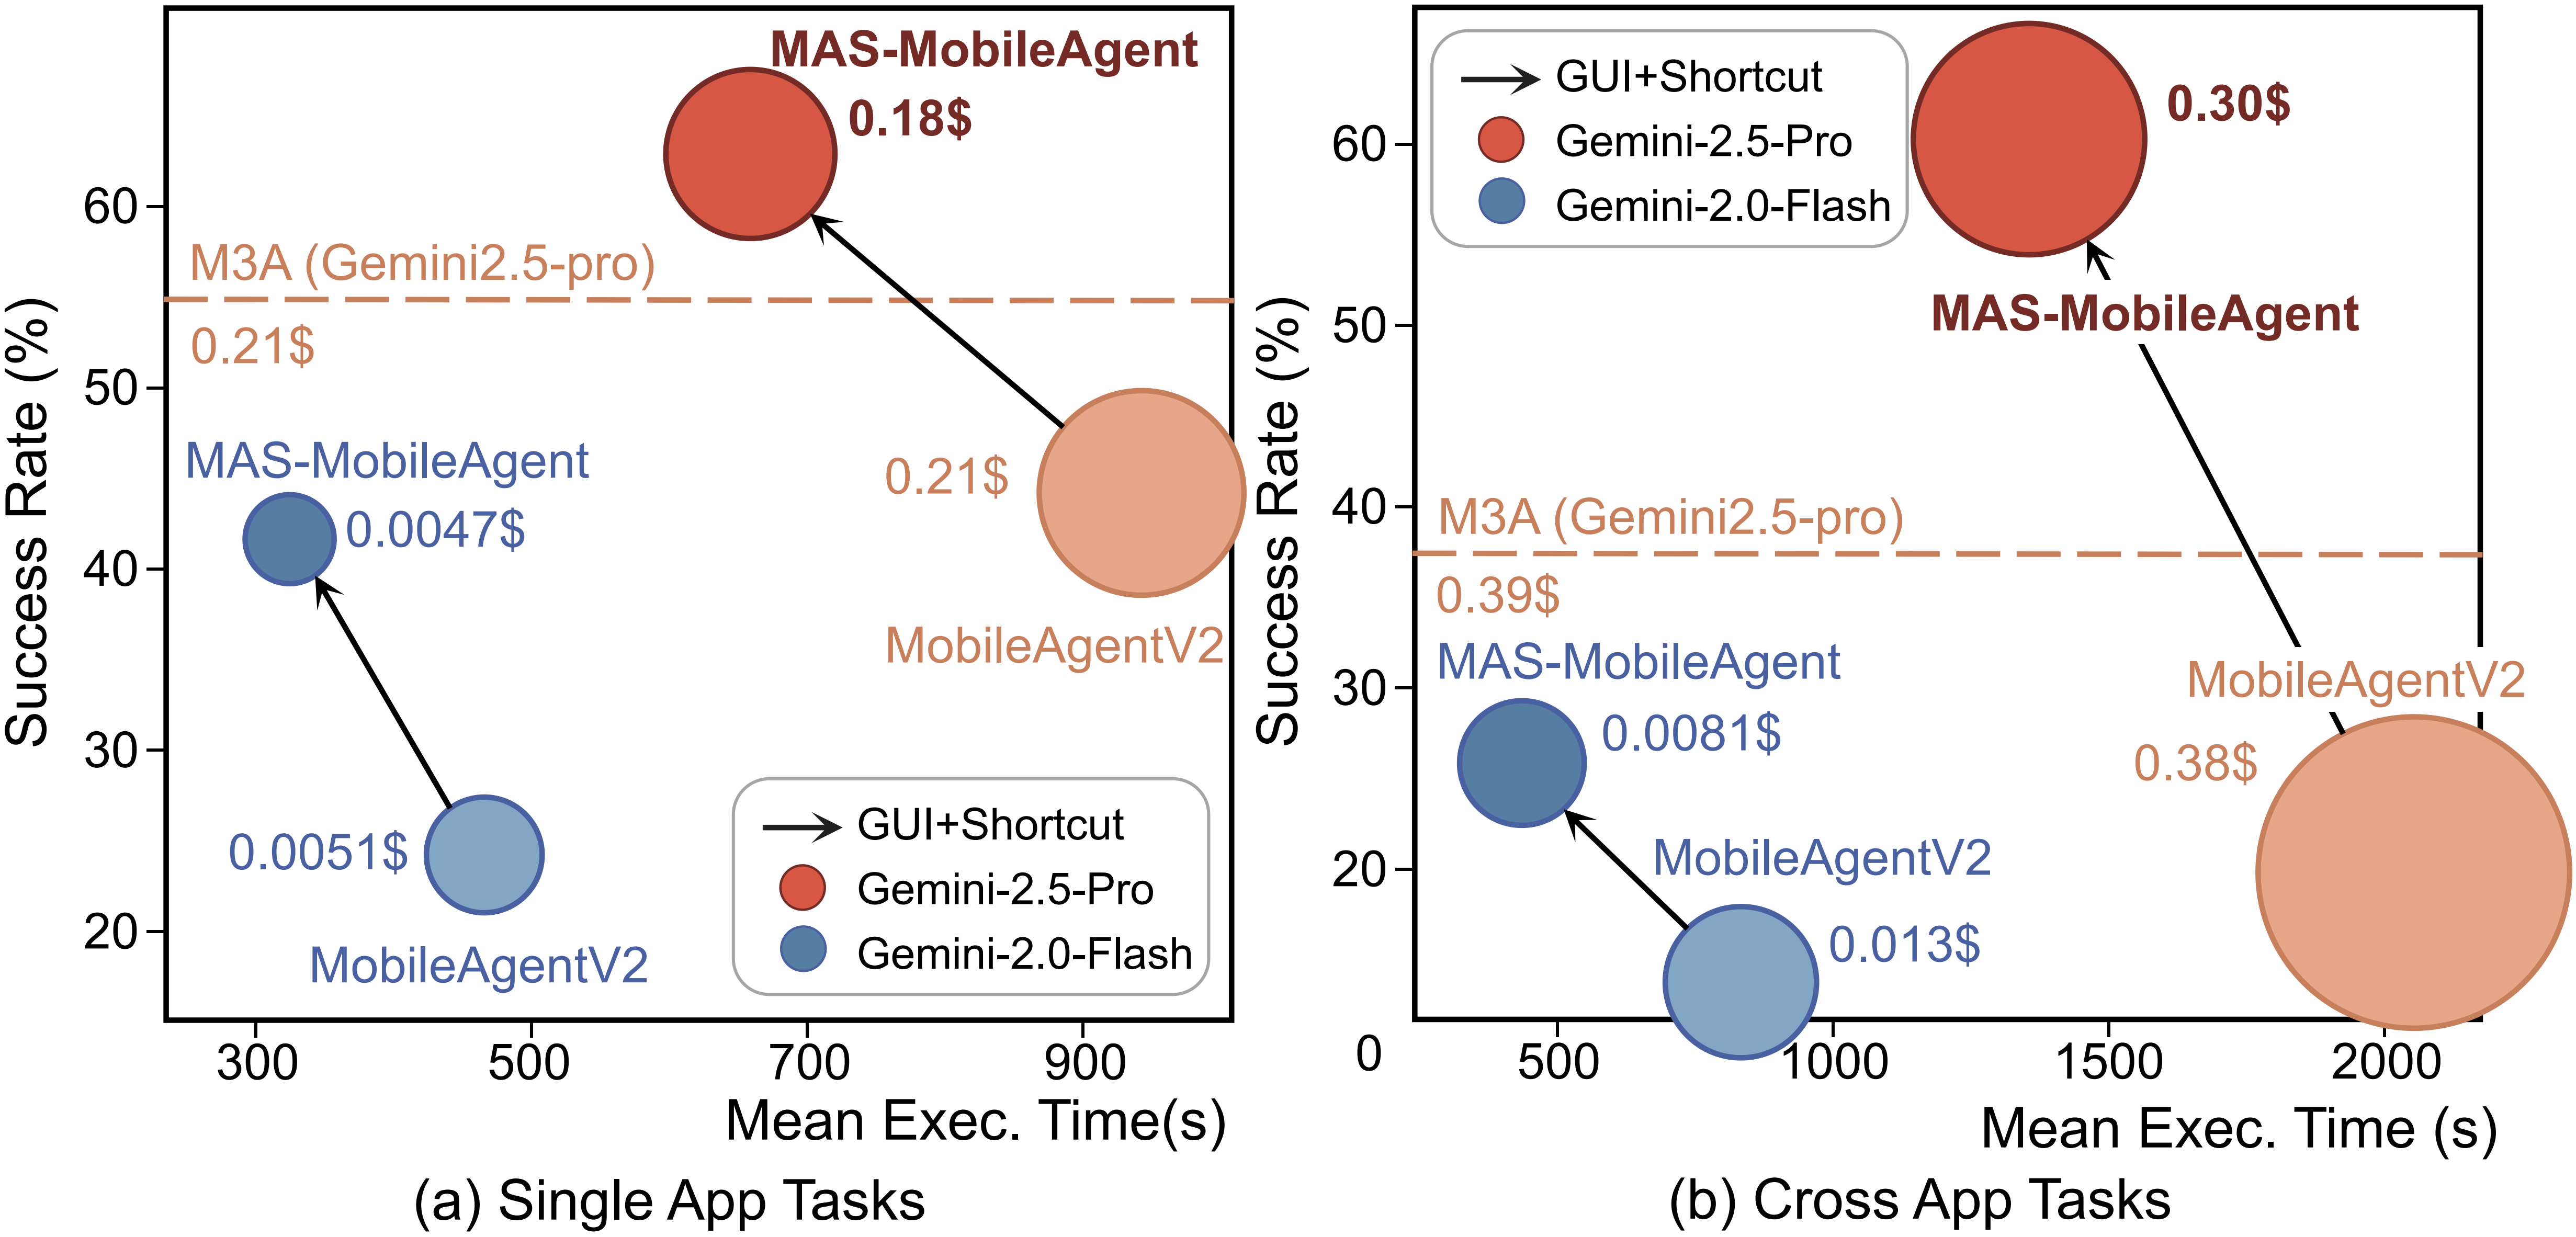 MAS-MobileAgent
0.18$
60
M3A (Gemini2.5-pro)
0.21$
50
MAS-MobileAgent
0.0047$
0.21$
40
MobileAgentV2
30
0.0051$
20
MobileAgentV2
GUI+Shortcut
Gemini-2.5-Pro
Gemini-2.0-Flash
Success Rate (%)
300 500 700 900
Mean Exec. Time(s)
(a) Single App Tasks
GUI+Shortcut
Gemini-2.5-Pro
Gemini-2.0-Flash
0.30$
60
MAS-MobileAgent
50
40
M3A (Gemini2.5-pro)
0.39$
MAS-MobileAgent
0.0081$
30
MobileAgentV2
0.38$
MobileAgentV2
0.013$
20
Success Rate (%)
0 500 1000 1500 2000
Mean Exec. Time (s)
(b) Cross App Tasks